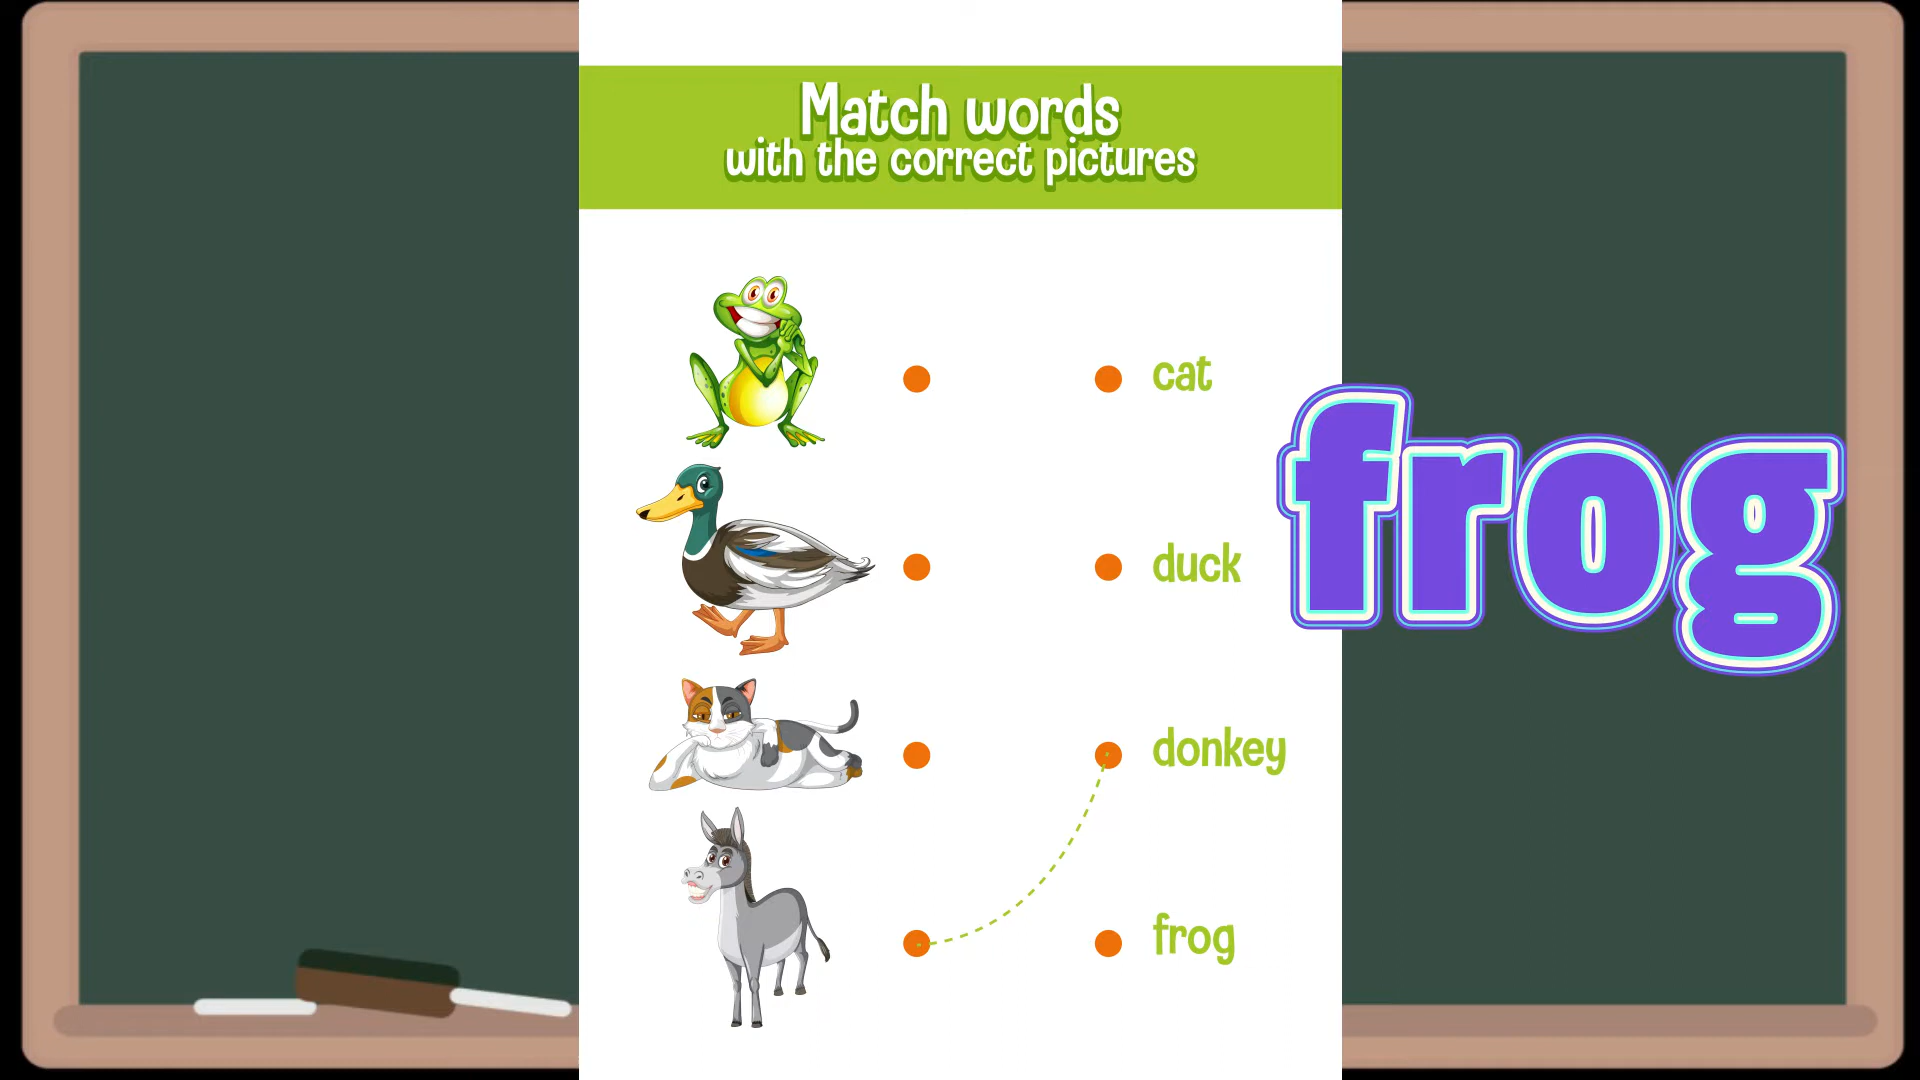 Match words
with the correct pictures
cat
duck
donkey
frog
frog